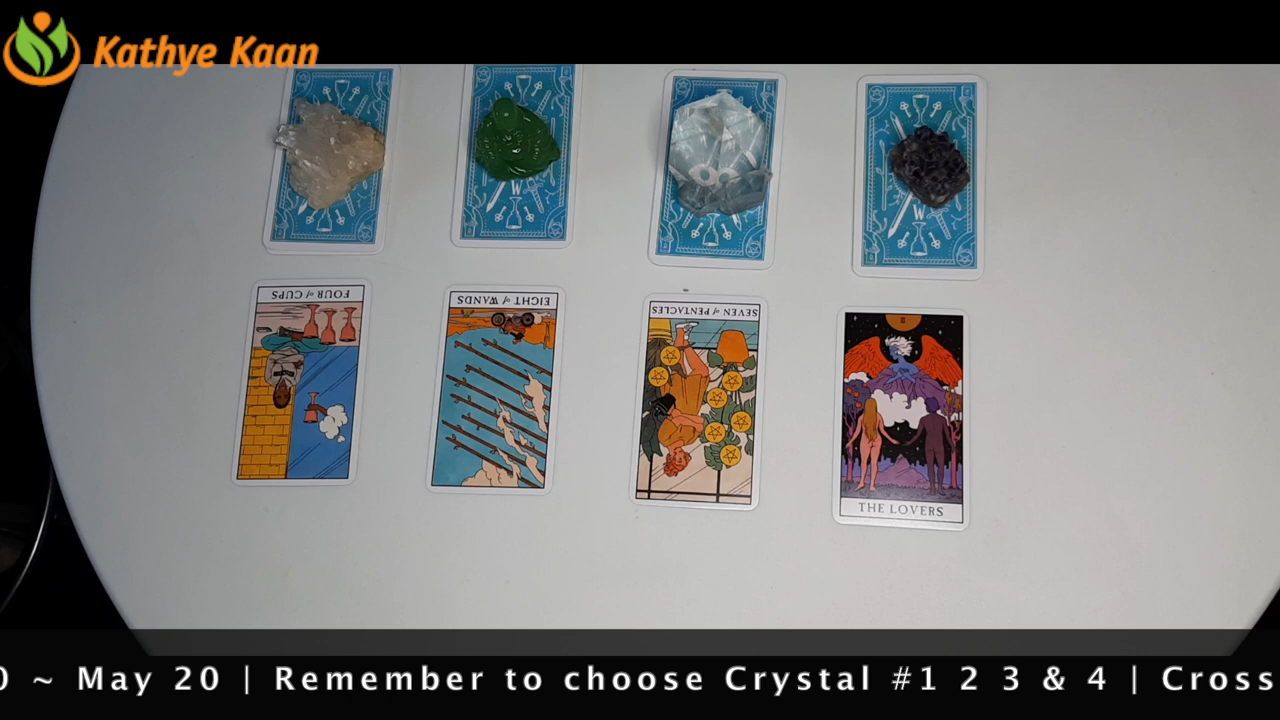 Kathye Kaan
W
W
FOUR of CUPS
EIGHT of WANDS
SEVEN of PENTACLES
THE LOVERS
0 ~ May 20 | Remember to choose Crystal #1 2 3 & 4 | Cross